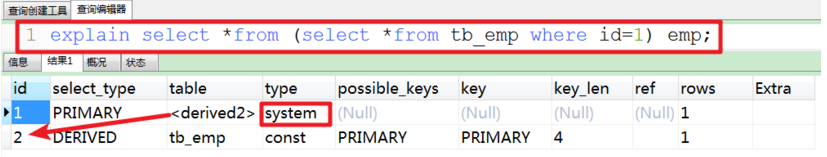 查询创建工具 查询编辑器
1 explain select *from (select *from tb_emp where id=1) emp;
信息 结果1 概况 状态
id select_type table type possible_keys key key_len ref rows Extra
1 PRIMARY <derived2> system (Null) (Null) (Null) (Null) 1
2 DERIVED tb_emp const PRIMARY PRIMARY 4 1